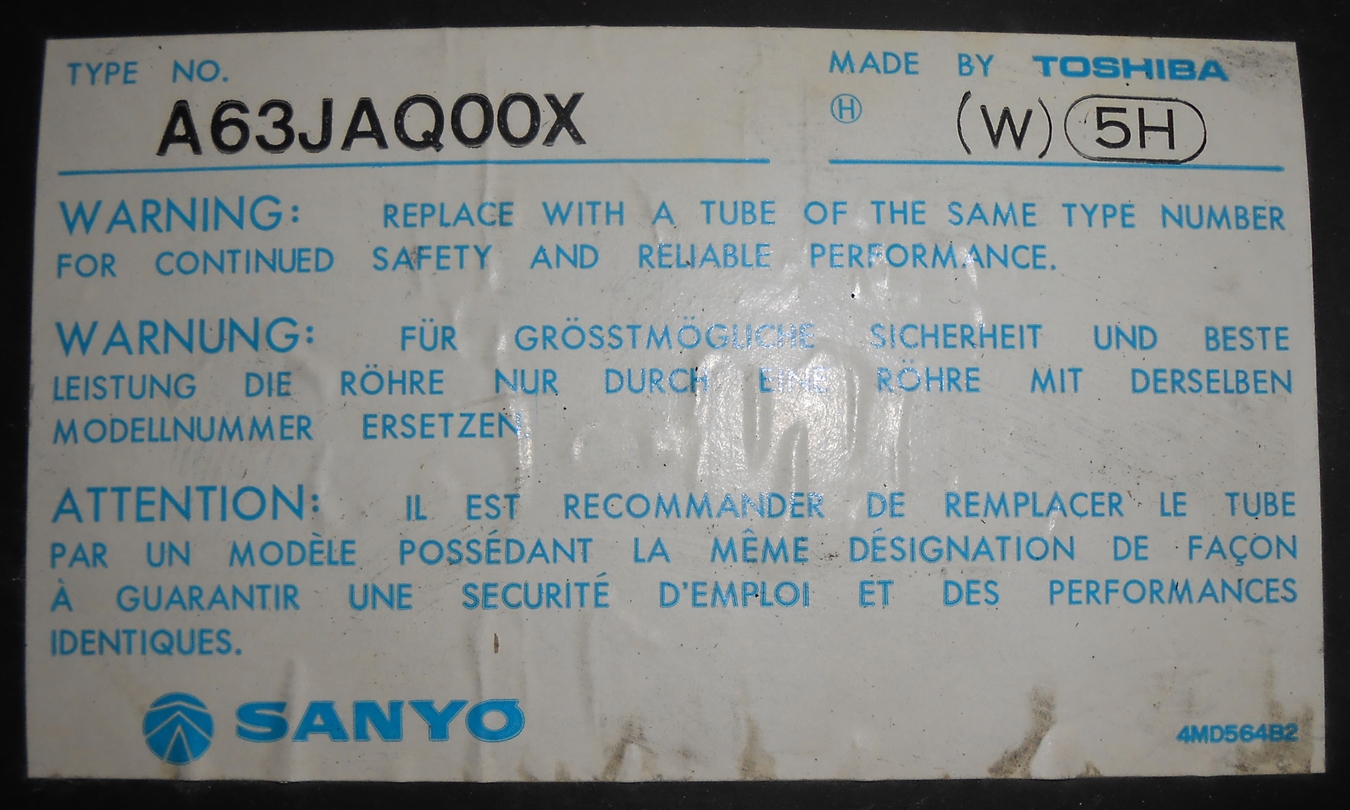 TYPE NO.
A63JAQ00X
MADE BY TOSHIBA
Ⓗ (W) 5H
WARNING: REPLACE WITH A TUBE OF THE SAME TYPE NUMBER
FOR CONTINUED SAFETY AND RELIABLE PERFORMANCE.
WARNUNG: FÜR GRÖSSTMÖGLICHE SICHERHEIT UND BESTE
LEISTUNG DIE RÖHRE NUR DURCH EINE RÖHRE MIT DERSELBEN
MODELLNUMMER ERSETZEN.
ATTENTION: IL EST RECOMMANDER DE REMPLACER LE TUBE
PAR UN MODÈLE POSSÉDANT LA MÊME DÉSIGNATION DE FAÇON
À GUARANTIR UNE SECURITÉ D'EMPLOI ET DES PERFORMANCES
IDENTIQUES.
SANYO
4MD564B2